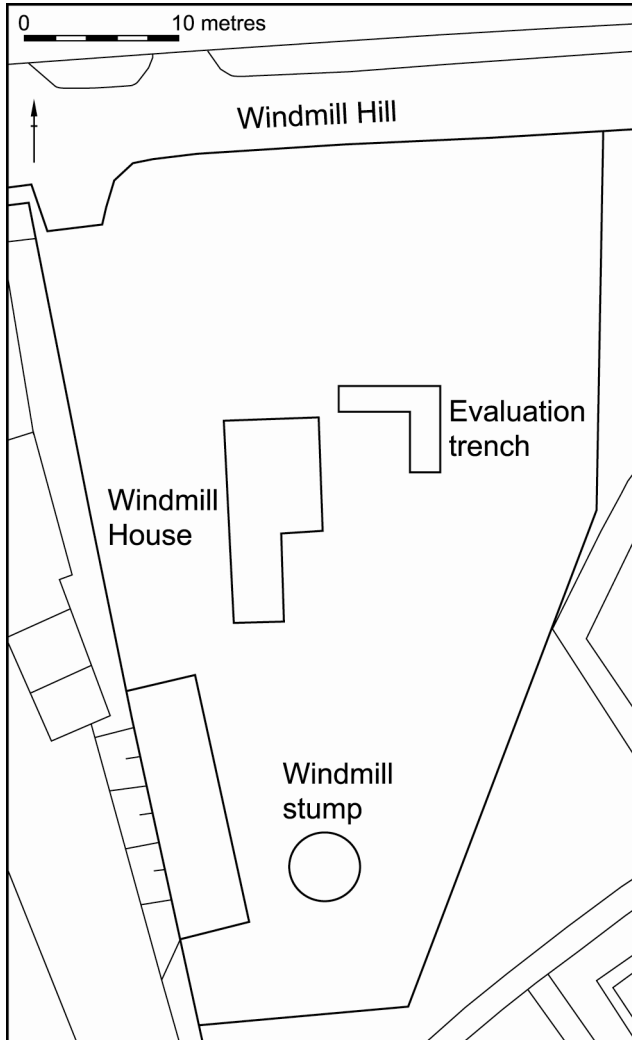 0 10 metres
Windmill Hill
Evaluation
trench
Windmill
House
Windmill
stump